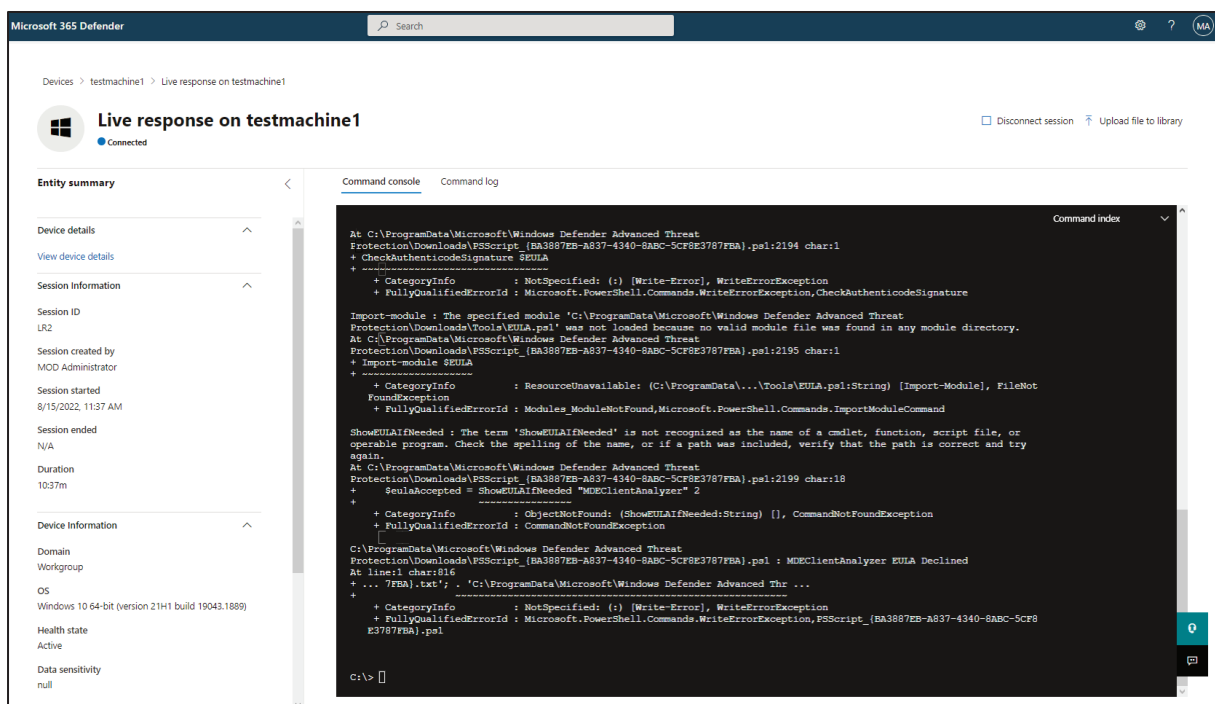 Microsoft 365 Defender
Search
MA
Devices > testmachine1 > Live response on testmachine1
Live response on testmachine1
Connected
Disconnect session
Upload file to library
Entity summary
Device details
View device details
Session Information
Session ID
LR2
Session created by
MOD Administrator
Session started
8/15/2022, 11:37 AM
Session ended
N/A
Duration
10:37m
Device Information
Domain
Workgroup
OS
Windows 10 64-bit (version 21H1 build 19043.1889)
Health state
Active
Data sensitivity
null
Command console
Command log
Command index
At C:\ProgramData\Microsoft\Windows Defender Advanced Threat
Protection\Downloads\PSScript_{BA3887EB-A837-4340-8ABC-5CF8E3787FBA}.ps1:2194 char:1
+ CheckAuthenticodeSignature $EULA
+ ~~~~~~~~~~~~~~~~~~~~~~~~~~~~~~~~
+ CategoryInfo : NotSpecified: (:) [Write-Error], WriteErrorException
+ FullyQualifiedErrorId : Microsoft.PowerShell.Commands.WriteErrorException,CheckAuthenticodeSignature
Import-module : The specified module 'C:\ProgramData\Microsoft\Windows Defender Advanced Threat
Protection\Downloads\Tools\EULA.ps1' was not loaded because no valid module file was found in any module directory.
At C:\ProgramData\Microsoft\Windows Defender Advanced Threat
Protection\Downloads\PSScript_{BA3887EB-A837-4340-8ABC-5CF8E3787FBA}.ps1:2195 char:1
+ Import-module $EULA
+ ~~~~~~~~~~~~~~~~~~~
+ CategoryInfo : ResourceUnavailable: (C:\ProgramData\...\Tools\EULA.ps1:String) [Import-Module], FileNot
FoundException
+ FullyQualifiedErrorId : Modules_ModuleNotFound,Microsoft.PowerShell.Commands.ImportModuleCommand
ShowEULAIfNeeded : The term 'ShowEULAIfNeeded' is not recognized as the name of a cmdlet, function, script file, or
operable program. Check the spelling of the name, or if a path was included, verify that the path is correct and try
again.
At C:\ProgramData\Microsoft\Windows Defender Advanced Threat
Protection\Downloads\PSScript_{BA3887EB-A837-4340-8ABC-5CF8E3787FBA}.ps1:2199 char:18
+ $eulaAccepted = ShowEULAIfNeeded "MDEClientAnalyzer" 2
+ ~~~~~~~~~~~~~~~~
+ CategoryInfo : ObjectNotFound: (ShowEULAIfNeeded:String) [], CommandNotFoundException
+ FullyQualifiedErrorId : CommandNotFoundException
C:\ProgramData\Microsoft\Windows Defender Advanced Threat
Protection\Downloads\PSScript_{BA3887EB-A837-4340-8ABC-5CF8E3787FBA}.ps1 : MDEClientAnalyzer EULA Declined
At line:1 char:816
+ ... 7FBA}.txt'; . 'C:\ProgramData\Microsoft\Windows Defender Advanced Thr ...
+ ~~~~~~~~~~~~~~~~~~~~~~~~~~~~~~~~~~~~~~~~~~~~~~~~~~~~~~~~~
+ CategoryInfo : NotSpecified: (:) [Write-Error], WriteErrorException
+ FullyQualifiedErrorId : Microsoft.PowerShell.Commands.WriteErrorException,PSScript_{BA3887EB-A837-4340-8ABC-5CF8
E3787FBA}.ps1
C:\>